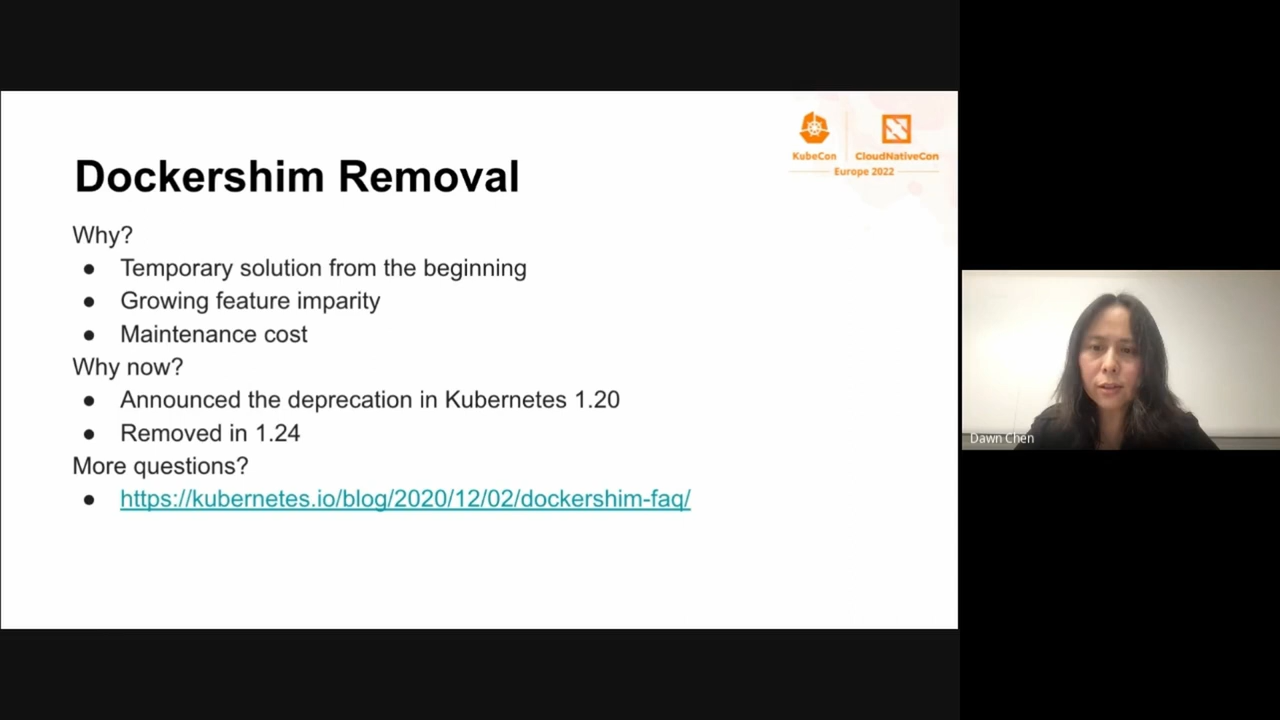 KubeCon
CloudNativeCon
Europe 2022
Dockershim Removal
Why?
● Temporary solution from the beginning
● Growing feature imparity
● Maintenance cost
Why now?
● Announced the deprecation in Kubernetes 1.20
● Removed in 1.24
More questions?
● https://kubernetes.io/blog/2020/12/02/dockershim-faq/
Dawn Chen